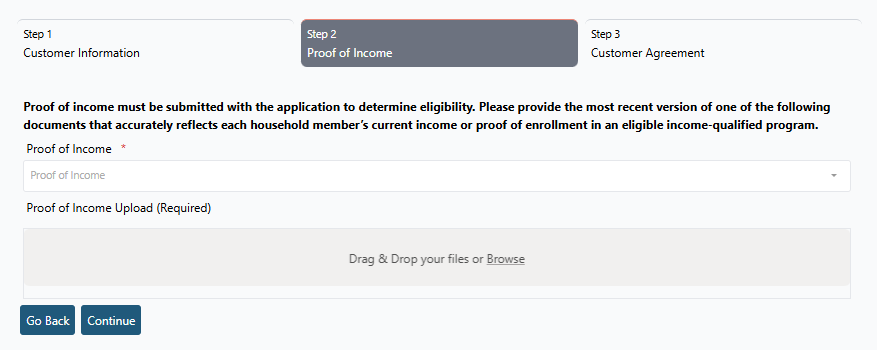 Step 1
Customer Information
Step 2
Proof of Income
Step 3
Customer Agreement
Proof of income must be submitted with the application to determine eligibility. Please provide the most recent version of one of the following
documents that accurately reflects each household member’s current income or proof of enrollment in an eligible income-qualified program.
Proof of Income *
Proof of Income
Proof of Income Upload (Required)
Drag & Drop your files or Browse
Go Back Continue